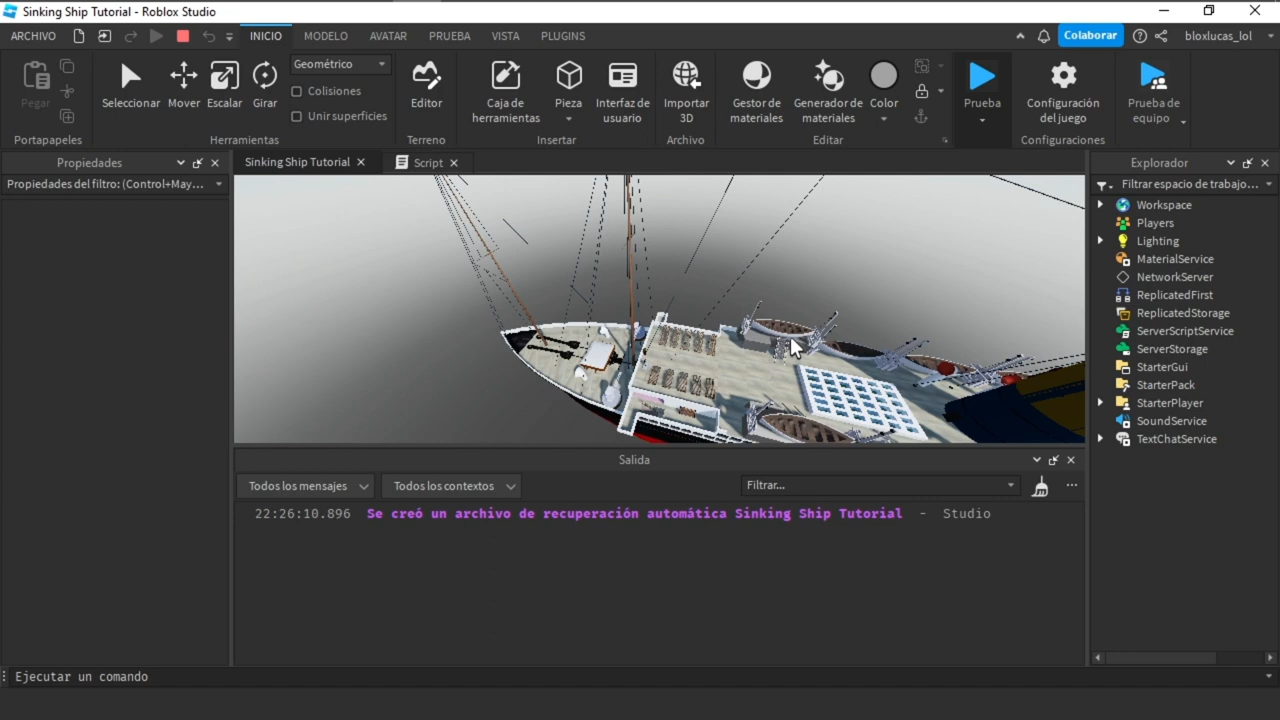 Sinking Ship Tutorial - Roblox Studio
ARCHIVO
INICIO
MODELO
AVATAR
PRUEBA
VISTA
PLUGINS
Colaborar
bloxlucas_lol
Pegar
Portapapeles
Seleccionar
Mover
Escalar
Girar
Geométrico
Colisiones
Unir superficies
Herramientas
Editor
Terreno
Caja de
herramientas
Pieza
Interfaz de
usuario
Insertar
Importar
3D
Archivo
Gestor de
materiales
Generador de
materiales
Color
Editar
Prueba
Configuración
del juego
Configuraciones
Prueba de
equipo
Propiedades
Propiedades del filtro: (Control+May...
Sinking Ship Tutorial
Script
Explorador
Filtrar espacio de trabajo...
Workspace
Players
Lighting
MaterialService
NetworkServer
ReplicatedFirst
ReplicatedStorage
ServerScriptService
ServerStorage
StarterGui
StarterPack
StarterPlayer
SoundService
TextChatService
Salida
Todos los mensajes
Todos los contextos
Filtrar...
22:26:10.896 Se creó un archivo de recuperación automática Sinking Ship Tutorial - Studio
Ejecutar un comando